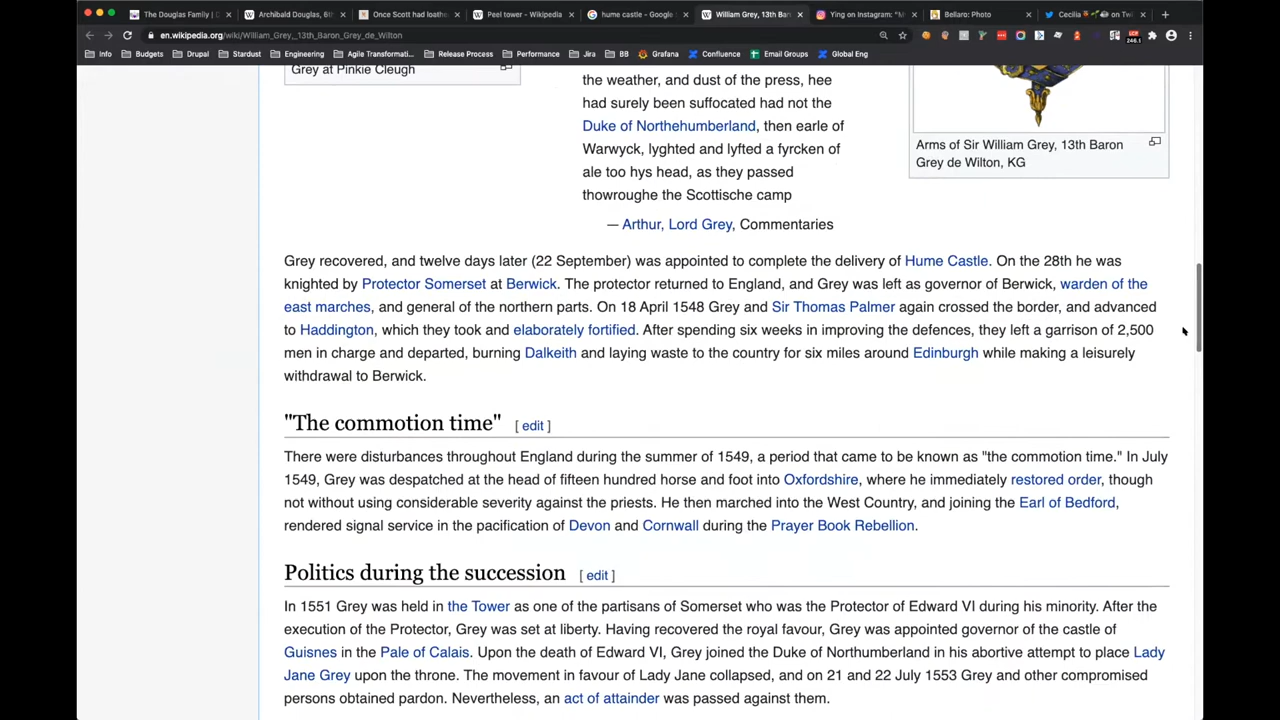 The Douglas Family |
Archibald Douglas, 6th
Once Scott had loathe
Peel tower - Wikipedia
hume castle - Google
William Grey, 13th Bar
Ying on Instagram: "M
Bellaro: Photo
Cecilia on Tw
en.wikipedia.org/wiki/William_Grey,_13th_Baron_Grey_de_Wilton
Info Budgets Drupal Stardust Engineering Agile Transformati... Release Process Performance Jira BB Grafana Confluence Email Groups Global Eng
Grey at Pinkie Cleugh
the weather, and dust of the press, hee
had surely been suffocated had not the
Duke of Northehumberland, then earle of
Warwyck, lyghted and lyfted a fyrcken of
ale too hys head, as they passed
thowroughe the Scottische camp
— Arthur, Lord Grey, Commentaries
Arms of Sir William Grey, 13th Baron
Grey de Wilton, KG
Grey recovered, and twelve days later (22 September) was appointed to complete the delivery of Hume Castle. On the 28th he was
knighted by Protector Somerset at Berwick. The protector returned to England, and Grey was left as governor of Berwick, warden of the
east marches, and general of the northern parts. On 18 April 1548 Grey and Sir Thomas Palmer again crossed the border, and advanced
to Haddington, which they took and elaborately fortified. After spending six weeks in improving the defences, they left a garrison of 2,500
men in charge and departed, burning Dalkeith and laying waste to the country for six miles around Edinburgh while making a leisurely
withdrawal to Berwick.
"The commotion time" [ edit ]
There were disturbances throughout England during the summer of 1549, a period that came to be known as "the commotion time." In July
1549, Grey was despatched at the head of fifteen hundred horse and foot into Oxfordshire, where he immediately restored order, though
not without using considerable severity against the priests. He then marched into the West Country, and joining the Earl of Bedford,
rendered signal service in the pacification of Devon and Cornwall during the Prayer Book Rebellion.
Politics during the succession [ edit ]
In 1551 Grey was held in the Tower as one of the partisans of Somerset who was the Protector of Edward VI during his minority. After the
execution of the Protector, Grey was set at liberty. Having recovered the royal favour, Grey was appointed governor of the castle of
Guisnes in the Pale of Calais. Upon the death of Edward VI, Grey joined the Duke of Northumberland in his abortive attempt to place Lady
Jane Grey upon the throne. The movement in favour of Lady Jane collapsed, and on 21 and 22 July 1553 Grey and other compromised
persons obtained pardon. Nevertheless, an act of attainder was passed against them.